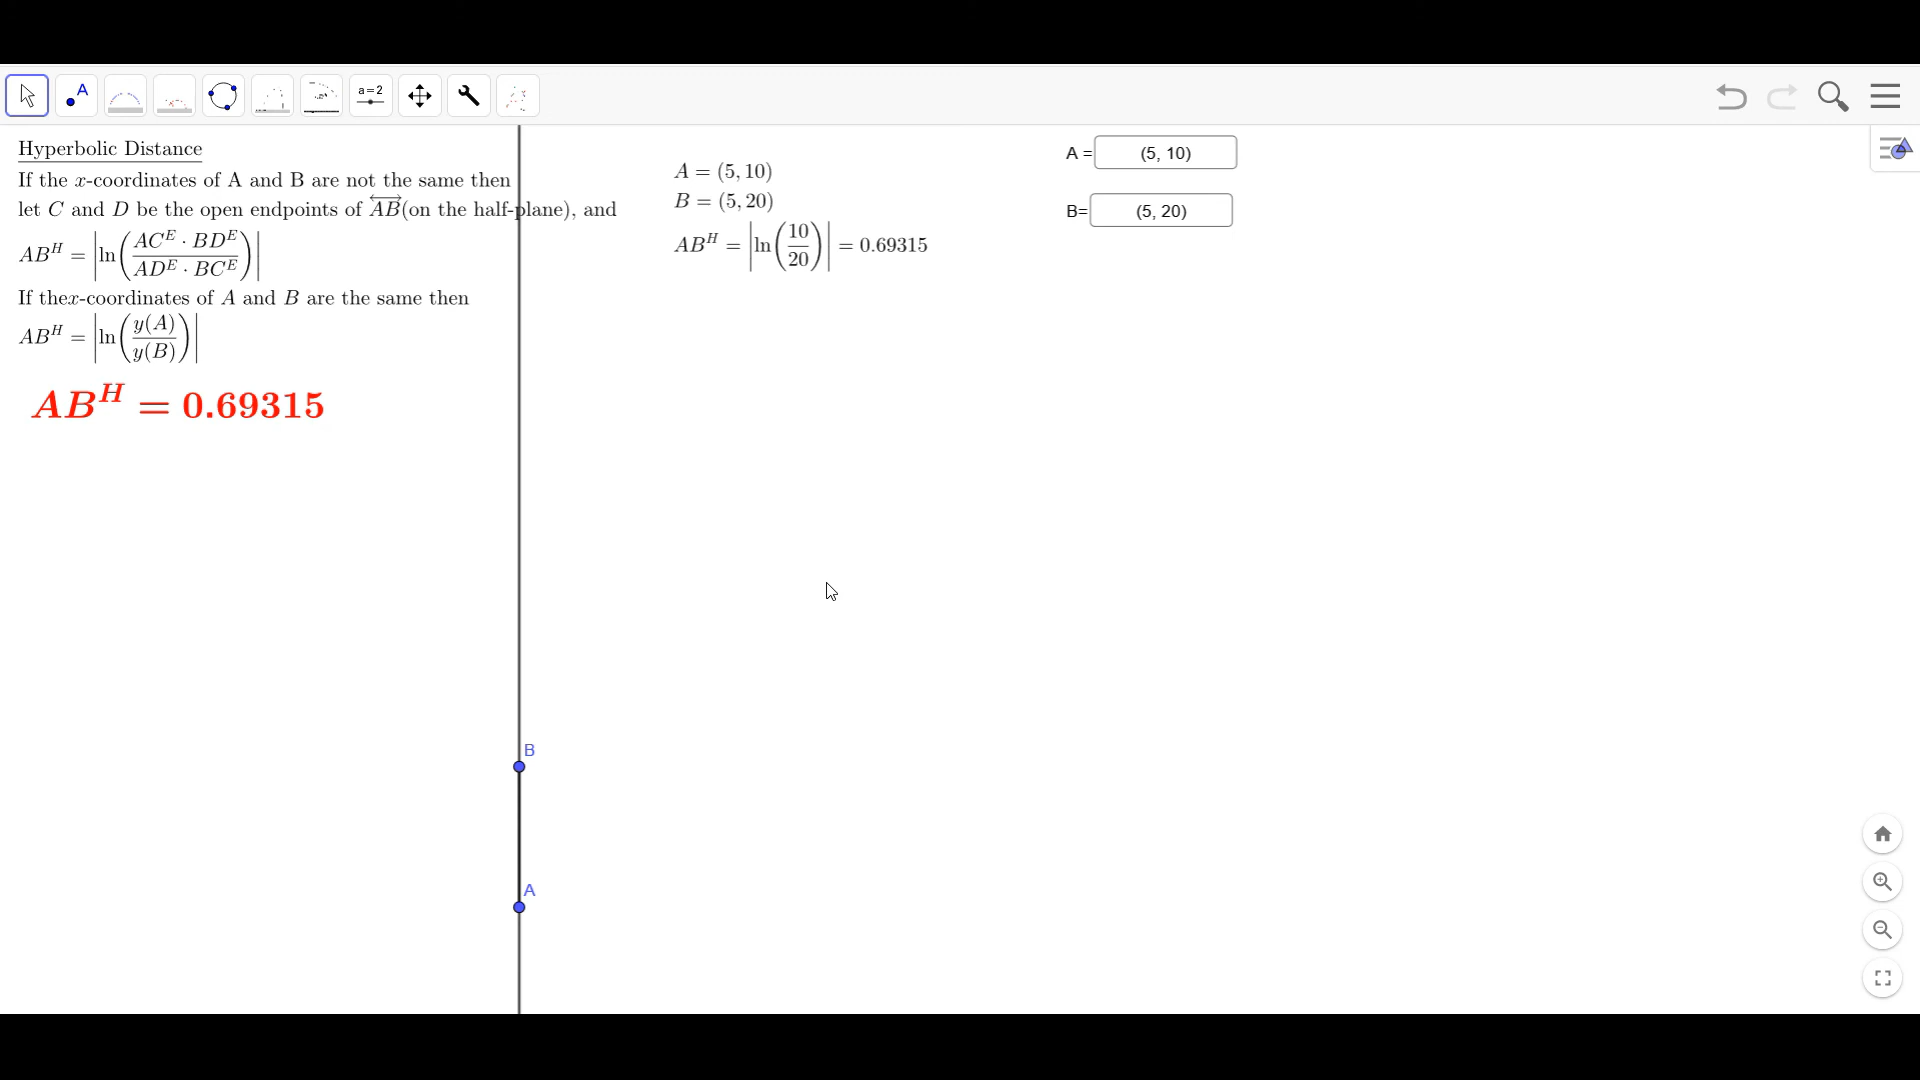 A
a=2
Hyperbolic Distance
If the x-coordinates of A and B are not the same then
let C and D be the open endpoints of \overleftrightarrow{AB}(on the half-plane), and
AB^H = |ln(AC^E · BD^E / AD^E · BC^E)|
If thex-coordinates of A and B are the same then
AB^H = |ln(y(A)/y(B))|
AB^H = 0.69315
A = (5, 10)
B = (5, 20)
AB^H = |ln(10/20)| = 0.69315
A = (5, 10)
B= (5, 20)
B
A